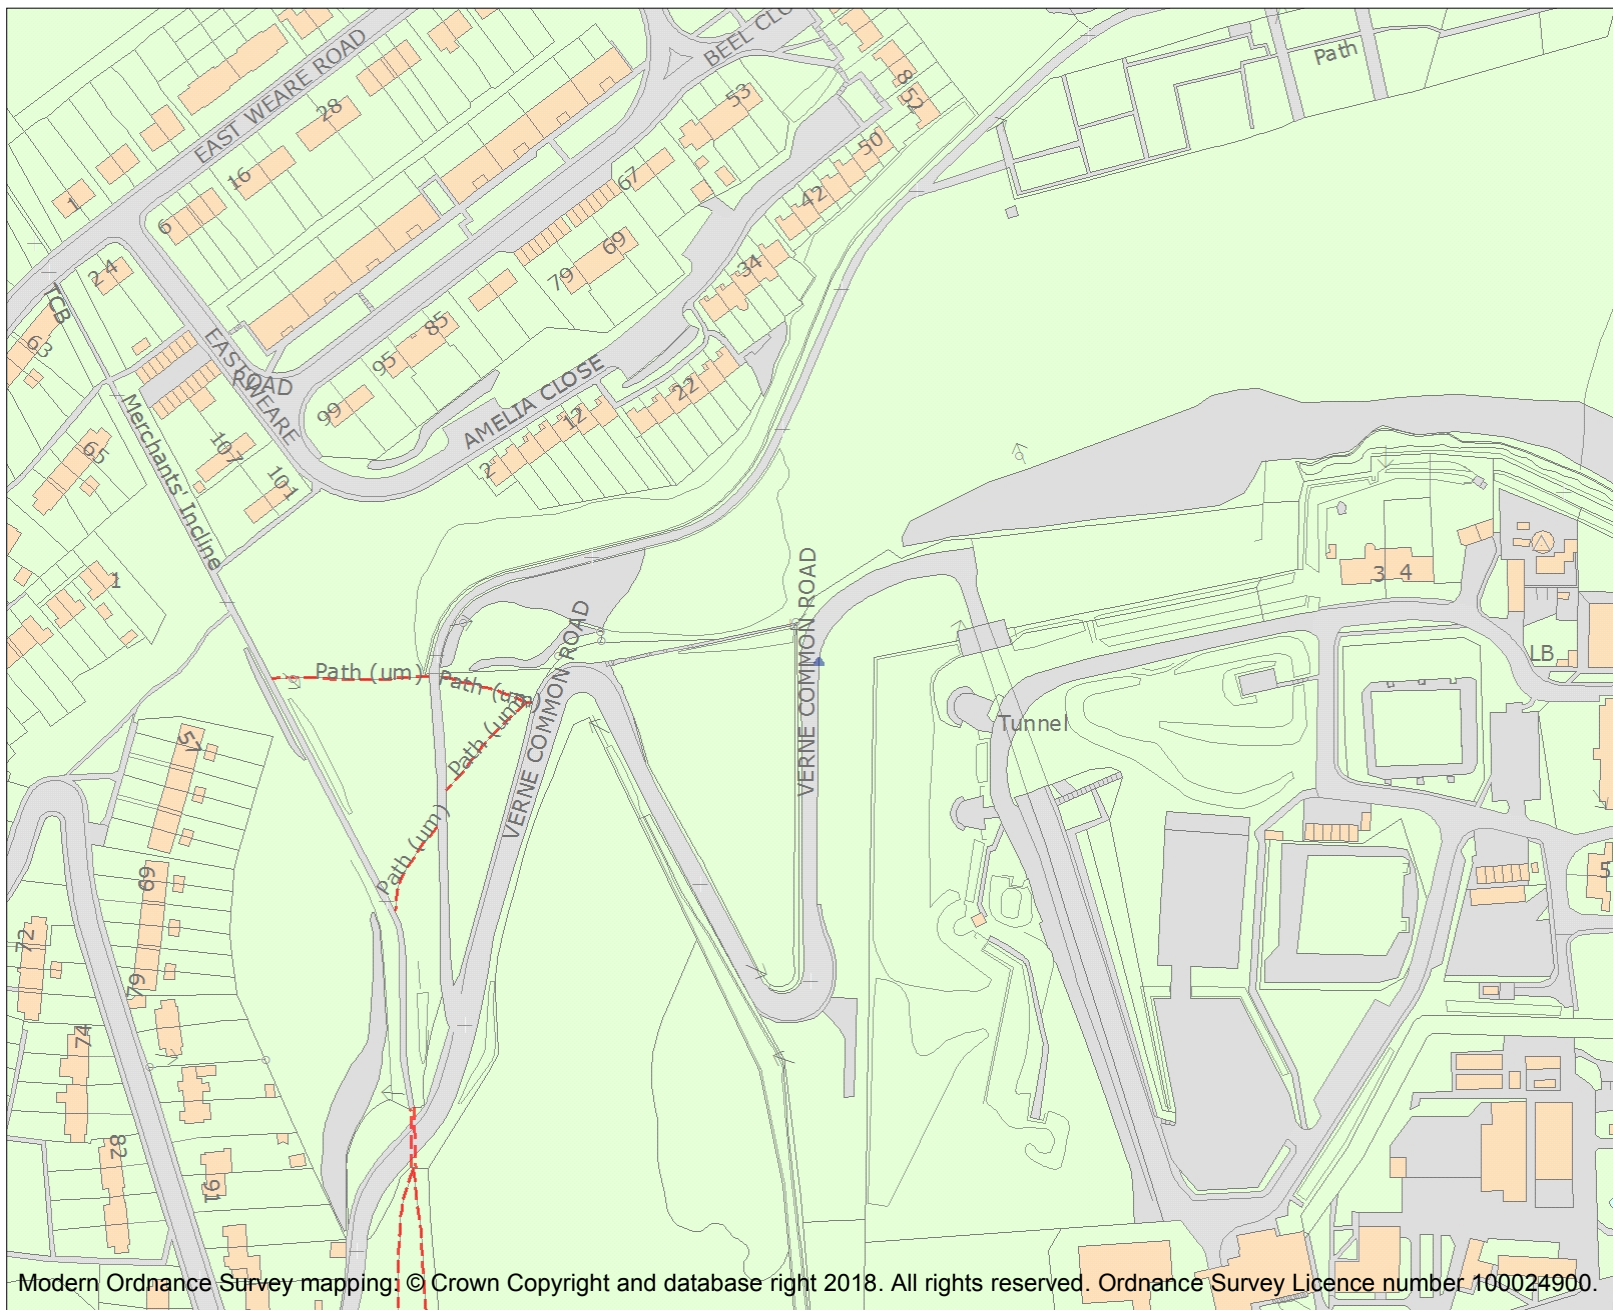 BEEL CLO
Path
EAST WEARE ROAD
53
8
52
28
50
16
67
42
1
6
69
34
24
79
TCB
85
63
95
EAST WEARE
ROAD
22
99
AMELIA CLOSE
12
Merchants' Incline
65
107
2
101
1
3 4
VERNE COMMON ROAD
VERNE COMMON ROAD
LB
Path (um)
Path (um)
Path (um)
Path (um)
57
Tunnel
69
5
72
79
74
82
91
Modern Ordnance Survey mapping: © Crown Copyright and database right 2018. All rights reserved. Ordnance Survey Licence number 100024900.